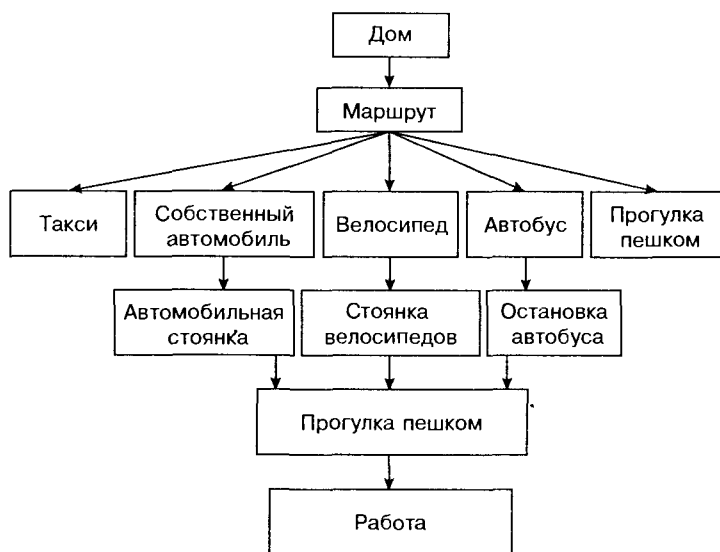 Дом
Маршрут
Такси
Собственный
автомобиль
Велосипед
Автобус
Прогулка
пешком
Автомобильная
стоянка
Стоянка
велосипедов
Остановка
автобуса
Прогулка пешком
Работа